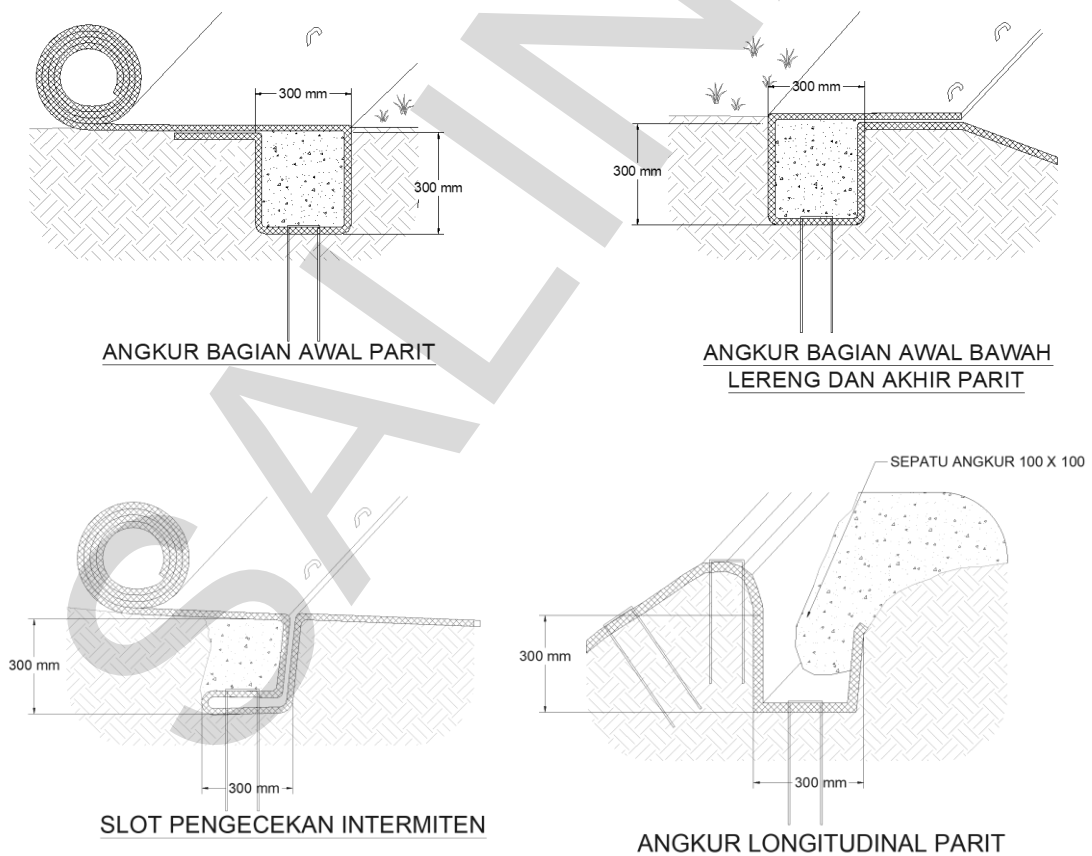 300 mm
300 mm
ANGKUR BAGIAN AWAL PARIT
300 mm
300 mm
ANGKUR BAGIAN AWAL BAWAH
LERENG DAN AKHIR PARIT
300 mm
300 mm
SLOT PENGECEKAN INTERMITEN
SEPATU ANGKUR 100 X 100
300 mm
300 mm
ANGKUR LONGITUDINAL PARIT
SALIN